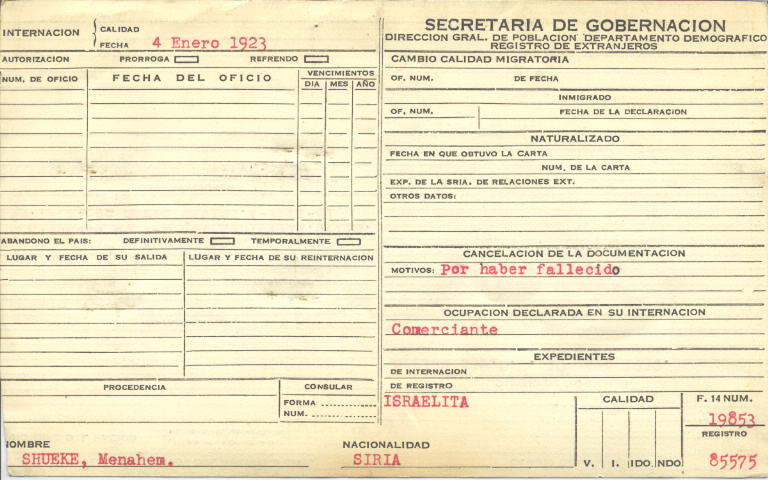 INTERNACION { CALIDAD
FECHA 4 Enero 1923
AUTORIZACION PRORROGA REFRENDO
NUM. DE OFICIO FECHA DEL OFICIO VENCIMIENTOS
DIA MES AÑO
ABANDONO EL PAIS: DEFINITIVAMENTE TEMPORALMENTE
LUGAR Y FECHA DE SU SALIDA LUGAR Y FECHA DE SU REINTERNACION
PROCEDENCIA CONSULAR
FORMA
NUM.
SECRETARIA DE GOBERNACION
DIRECCION GRAL. DE POBLACION DEPARTAMENTO DEMOGRAFICO
REGISTRO DE EXTRANJEROS
CAMBIO CALIDAD MIGRATORIA
OF. NUM. DE FECHA
INMIGRADO
OF, NUM. FECHA DE LA DECLARACION
NATURALIZADO
FECHA EN QUE OBTUVO LA CARTA
NUM. DE LA CARTA
EXP. DE LA SRIA. DE RELACIONES EXT.
OTROS DATOS:
CANCELACION DE LA DOCUMENTACION
MOTIVOS: Por haber fallecido
OCUPACION DECLARADA EN SU INTERNACION
Comerciante
EXPEDIENTES
DE INTERNACION
DE REGISTRO
ISRAELITA
CALIDAD
V. I. IDO. NDO
F. 14 NUM.
19853
REGISTRO
85575
NOMBRE NACIONALIDAD
SHUEKE, Menahem. SIRIA